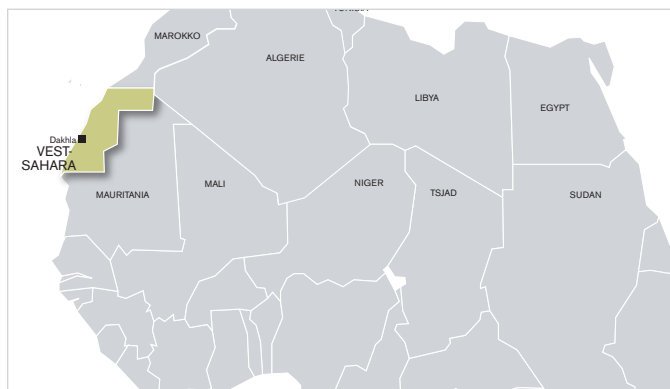 MAROKKO
ALGERIE
LIBYA
EGYPT
Dakhla
VEST-
SAHARA
MAURITANIA
MALI
NIGER
TSJAD
SUDAN